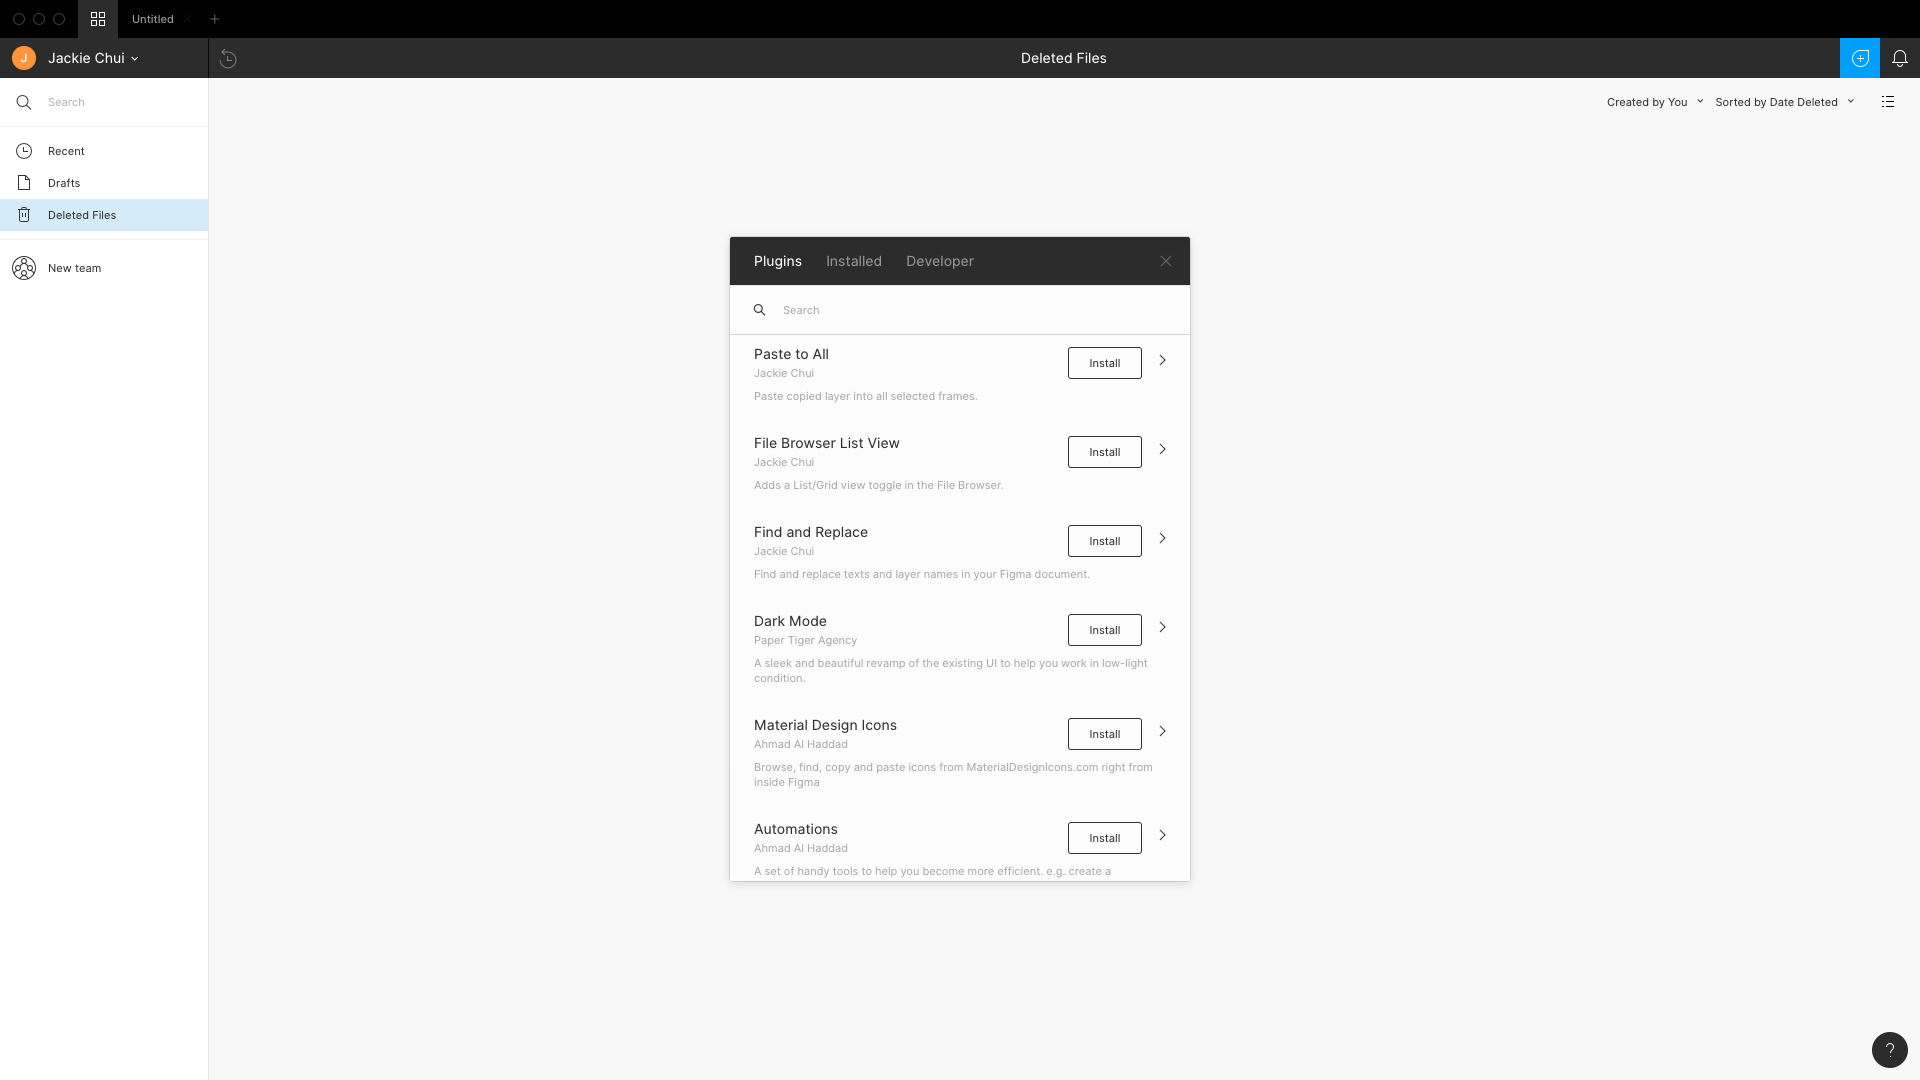 Untitled
J
Jackie Chui
Deleted Files
Search
Created by You
Sorted by Date Deleted
Recent
Drafts
Deleted Files
New team
Plugins
Installed
Developer
Search
Paste to All
Install
Jackie Chui
Paste copied layer into all selected frames.
File Browser List View
Install
Jackie Chui
Adds a List/Grid view toggle in the File Browser.
Find and Replace
Install
Jackie Chui
Find and replace texts and layer names in your Figma document.
Dark Mode
Install
Paper Tiger Agency
A sleek and beautiful revamp of the existing UI to help you work in low-light
condition.
Material Design Icons
Install
Ahmad Al Haddad
Browse, find, copy and paste icons from MaterialDesignIcons.com right from
inside Figma
Automations
Install
Ahmad Al Haddad
A set of handy tools to help you become more efficient. e.g. create a
?